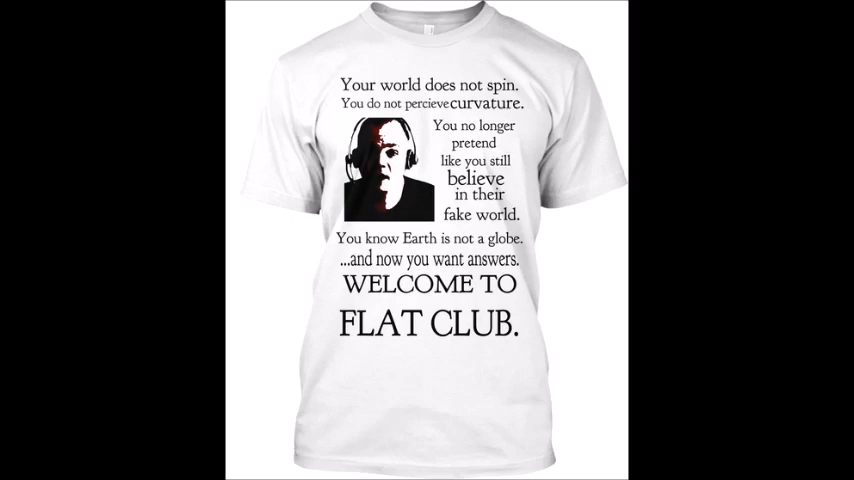 Your world does not spin.
You do not percieve curvature.
You no longer
pretend
like you still
believe
in their
fake world.
You know Earth is not a globe.
...and now you want answers.
WELCOME TO
FLAT CLUB.